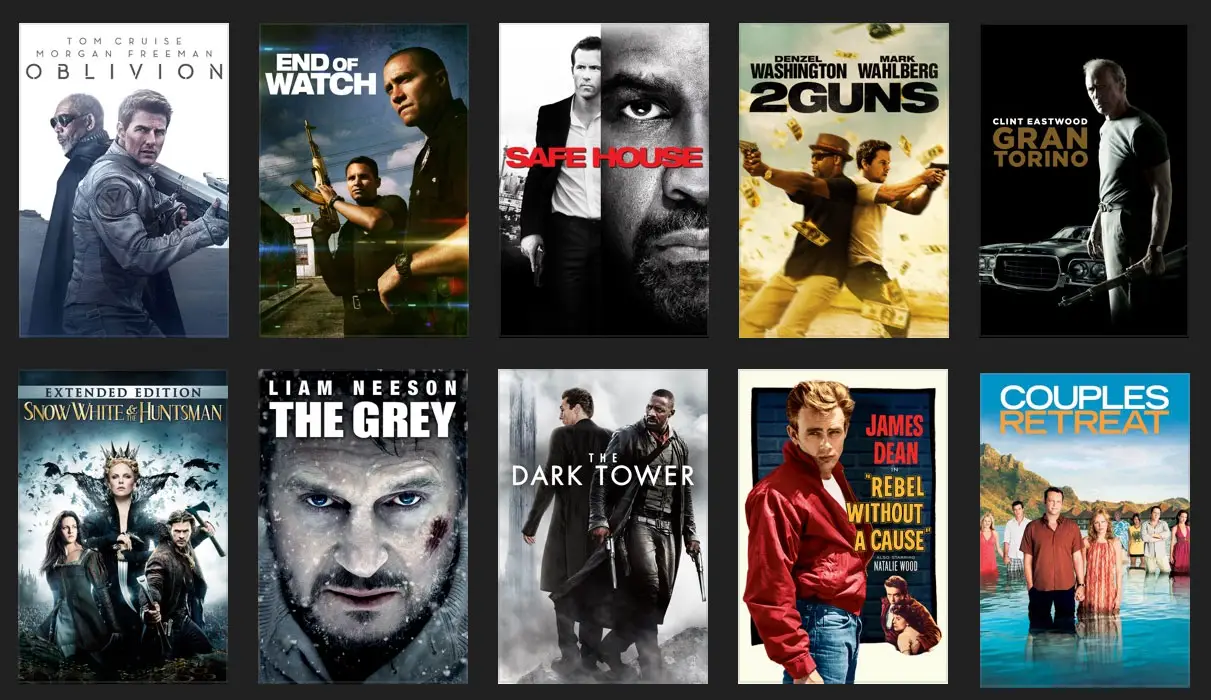 TOM CRUISE
MORGAN FREEMAN
OBLIVION
END OF
WATCH
SAFE HOUSE
DENZEL
WASHINGTON
MARK
WAHLBERG
2GUNS
CLINT EASTWOOD
GRAN
TORINO
EXTENDED EDITION
SNOW WHITE & THE HUNTSMAN
LIAM NEESON
THE GREY
THE
DARK TOWER
JAMES
DEAN
IN
"REBEL
WITHOUT
A CAUSE"
ALSO STARRING
NATALIE WOOD
COUPLES
RETREAT